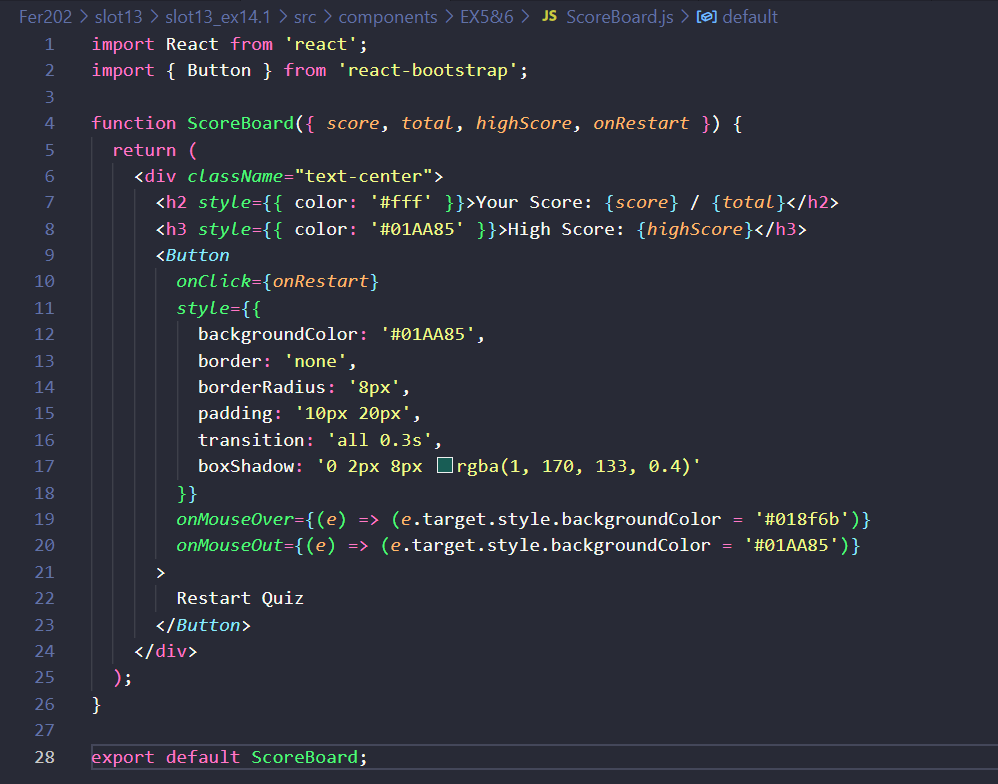 Fer202 > slot13 > slot13_ex14.1 > src > components > EX5&6 > JS ScoreBoard.js > default
1 import React from 'react';
2 import { Button } from 'react-bootstrap';
3
4 function ScoreBoard({ score, total, highScore, onRestart }) {
5   return (
6     <div className="text-center">
7       <h2 style={{ color: '#fff' }}>Your Score: {score} / {total}</h2>
8       <h3 style={{ color: '#01AA85' }}>High Score: {highScore}</h3>
9       <Button
10         onClick={onRestart}
11         style={{
12           backgroundColor: '#01AA85',
13           border: 'none',
14           borderRadius: '8px',
15           padding: '10px 20px',
16           transition: 'all 0.3s',
17           boxShadow: '0 2px 8px rgba(1, 170, 133, 0.4)'
18         }}
19         onMouseOver={(e) => (e.target.style.backgroundColor = '#018f6b')}
20         onMouseOut={(e) => (e.target.style.backgroundColor = '#01AA85')}
21       >
22         Restart Quiz
23       </Button>
24     </div>
25   );
26 }
27
28 export default ScoreBoard;